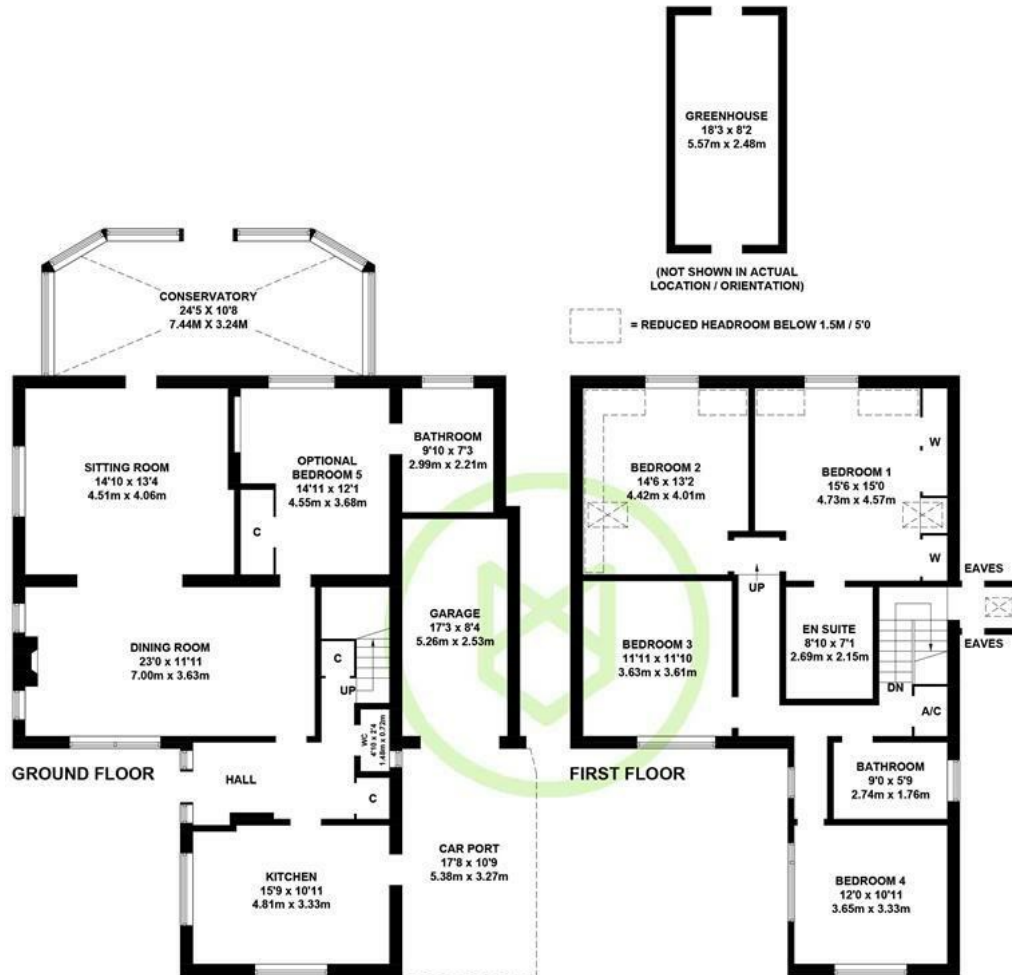 GREENHOUSE
18'3 x 8'2
5.57m x 2.48m
(NOT SHOWN IN ACTUAL
LOCATION / ORIENTATION)
= REDUCED HEADROOM BELOW 1.5M / 5'0
CONSERVATORY
24'5 X 10'8
7.44M X 3.24M
SITTING ROOM
14'10 x 13'4
4.51m x 4.06m
OPTIONAL
BEDROOM 5
14'11 x 12'1
4.55m x 3.68m
BATHROOM
9'10 x 7'3
2.99m x 2.21m
C
GARAGE
17'3 x 8'4
5.26m x 2.53m
DINING ROOM
23'0 x 11'11
7.00m x 3.63m
C
UP
WC
4'10 x 2'4
1.48m x 0.72m
C
HALL
GROUND FLOOR
KITCHEN
15'9 x 10'11
4.81m x 3.33m
CAR PORT
17'8 x 10'9
5.38m x 3.27m
BEDROOM 2
14'6 x 13'2
4.42m x 4.01m
BEDROOM 1
15'6 x 15'0
4.73m x 4.57m
W
W
UP
EAVES
EAVES
BEDROOM 3
11'11 x 11'10
3.63m x 3.61m
EN SUITE
8'10 x 7'1
2.69m x 2.15m
DN
A/C
FIRST FLOOR
BATHROOM
9'0 x 5'9
2.74m x 1.76m
BEDROOM 4
12'0 x 10'11
3.65m x 3.33m